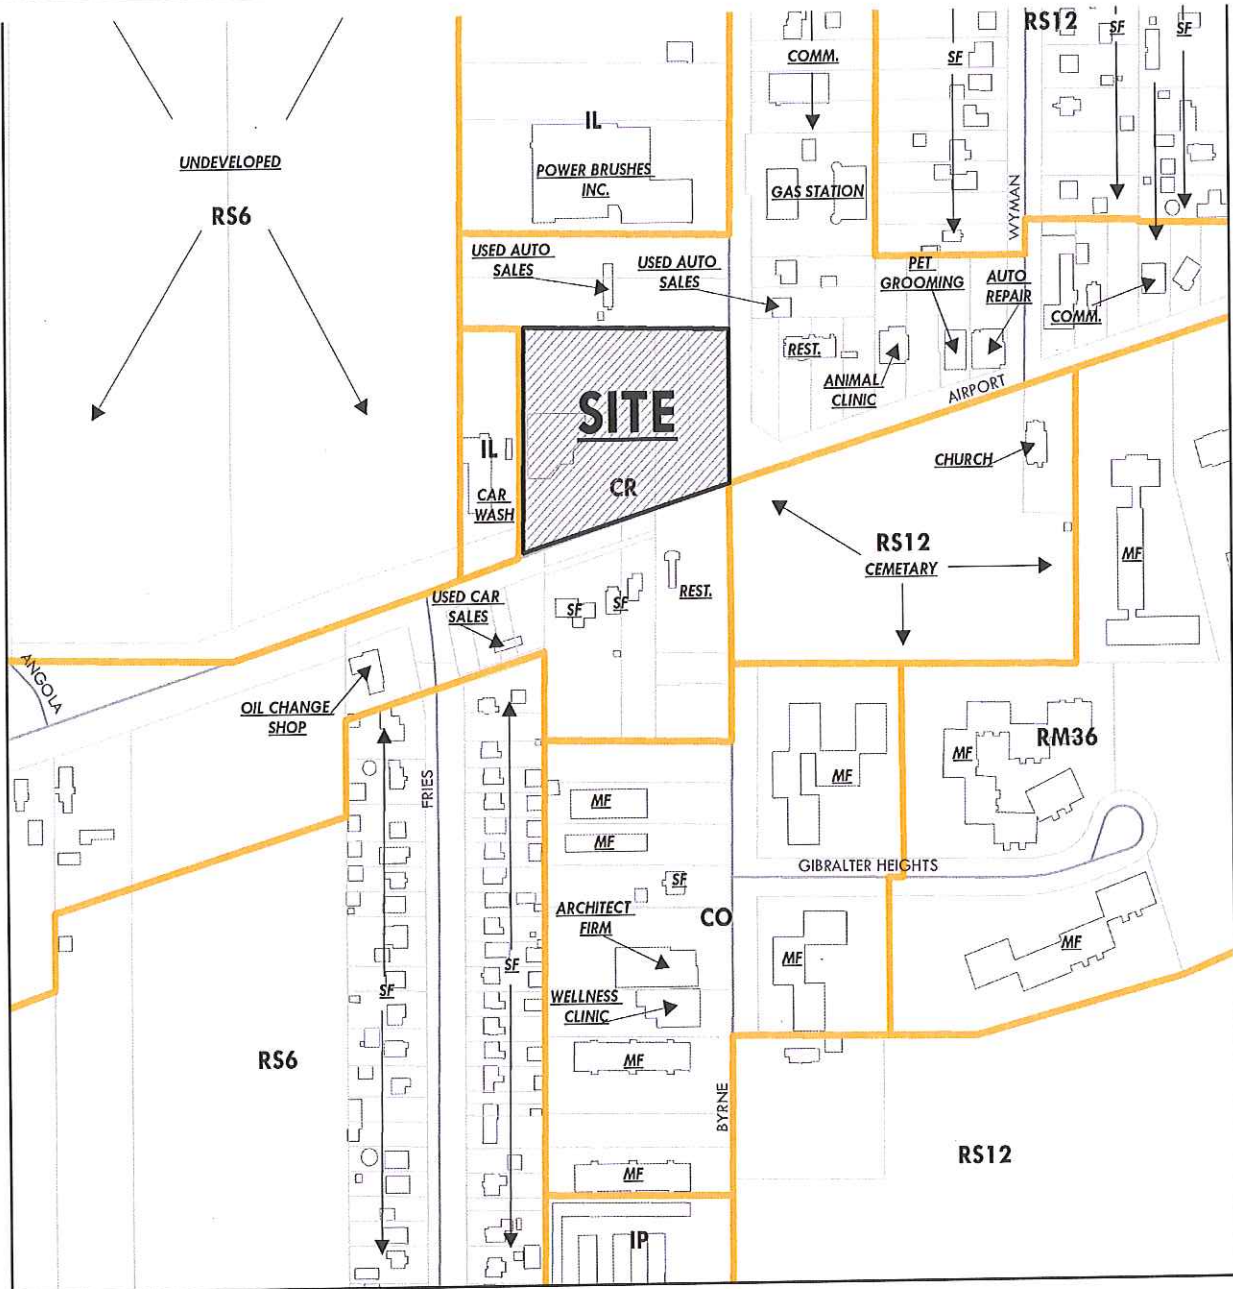 RS12
SF
SF
COMM.
SF
IL
POWER BRUSHES
INC.
UNDEVELOPED
RS6
GAS STATION
WYMAN
USED AUTO
SALES
USED AUTO
SALES
PET
GROOMING
AUTO
REPAIR
COMM.
REST.
ANIMAL
CLINIC
AIRPORT
SITE
CR
IL
CAR
WASH
CHURCH
RS12
CEMETARY
MF
USED CAR
SALES
SF
SF
REST.
ANGOLA
OIL CHANGE
SHOP
FRIES
RM36
MF
MF
MF
MF
GIBRALTER HEIGHTS
SF
ARCHITECT
FIRM
CO
MF
MF
SF
SF
WELLNESS
CLINIC
RS6
MF
BYRNE
RS12
MF
IP